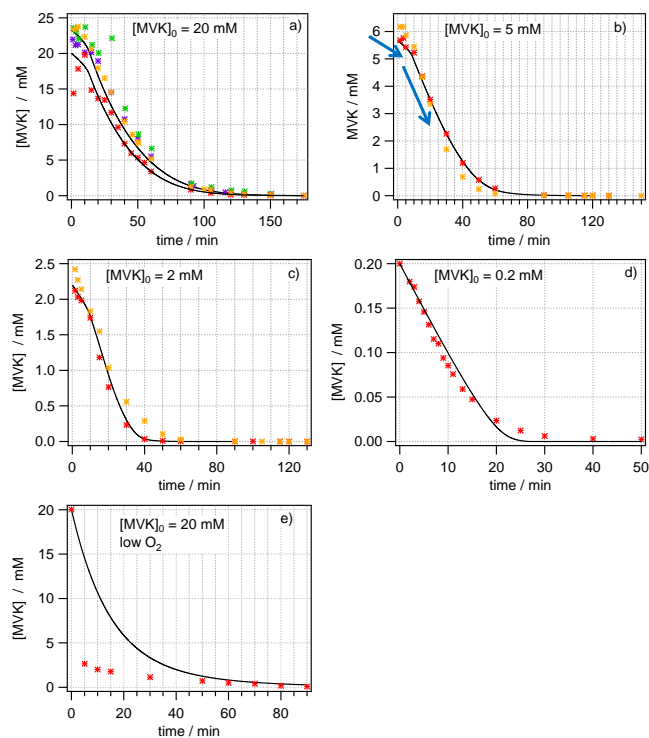 [MVK]0 = 20 mM
a)
25
20
15
10
5
0
[MVK] / mM
0 50 100 150
time / min
[MVK]0 = 5 mM
b)
6
5
4
3
2
1
0
MVK / mM
0 20 40 60 80 120
time / min
[MVK]0 = 2 mM
c)
2.5
2.0
1.5
1.0
0.5
0.0
[MVK] / mM
0 20 40 60 80 120
time / min
[MVK]0 = 0.2 mM
d)
0.20
0.15
0.10
0.05
0.00
[MVK] / mM
0 10 20 30 40 50
time / min
[MVK]0 = 20 mM
low O2
e)
20
15
10
5
0
[MVK] / mM
0 20 40 60 80
time / min